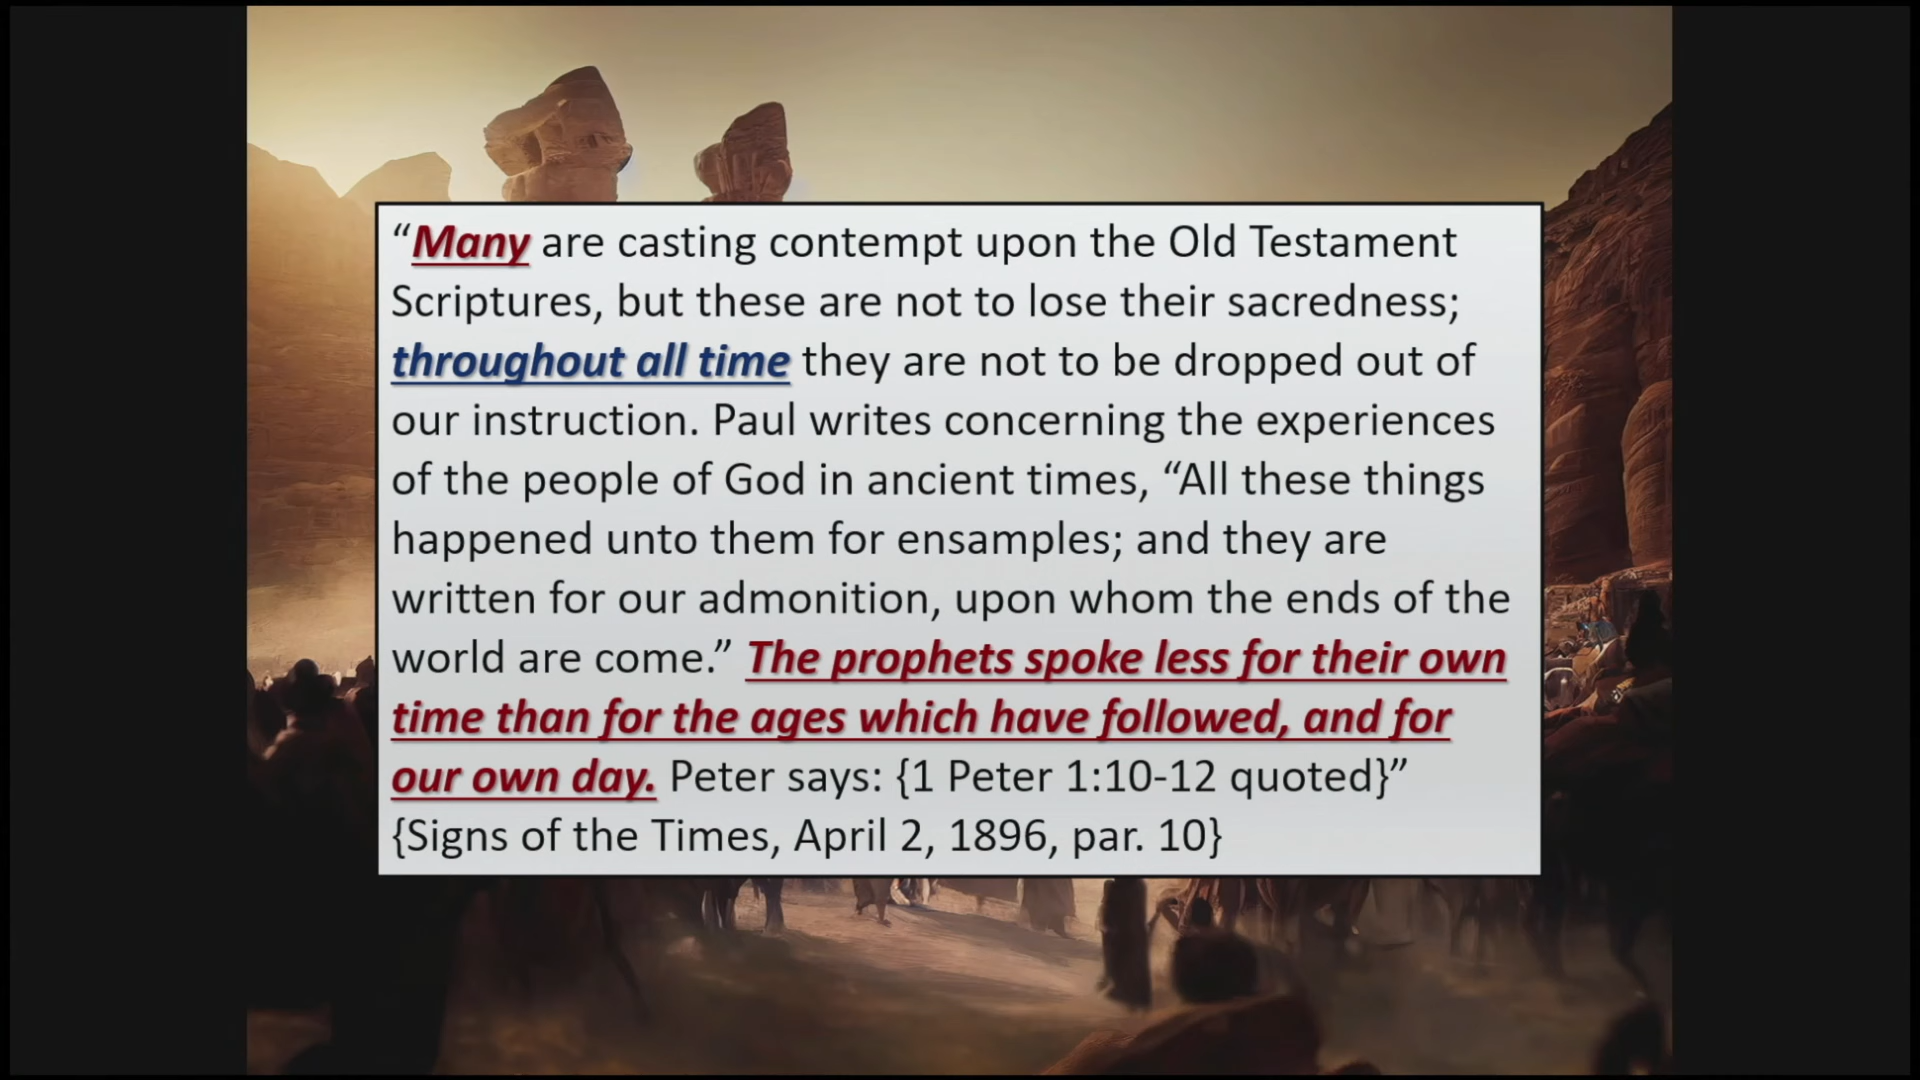 “Many are casting contempt upon the Old Testament
Scriptures, but these are not to lose their sacredness;
throughout all time they are not to be dropped out of
our instruction. Paul writes concerning the experiences
of the people of God in ancient times, “All these things
happened unto them for ensamples; and they are
written for our admonition, upon whom the ends of the
world are come.” The prophets spoke less for their own
time than for the ages which have followed, and for
our own day. Peter says: {1 Peter 1:10-12 quoted}”
{Signs of the Times, April 2, 1896, par. 10}